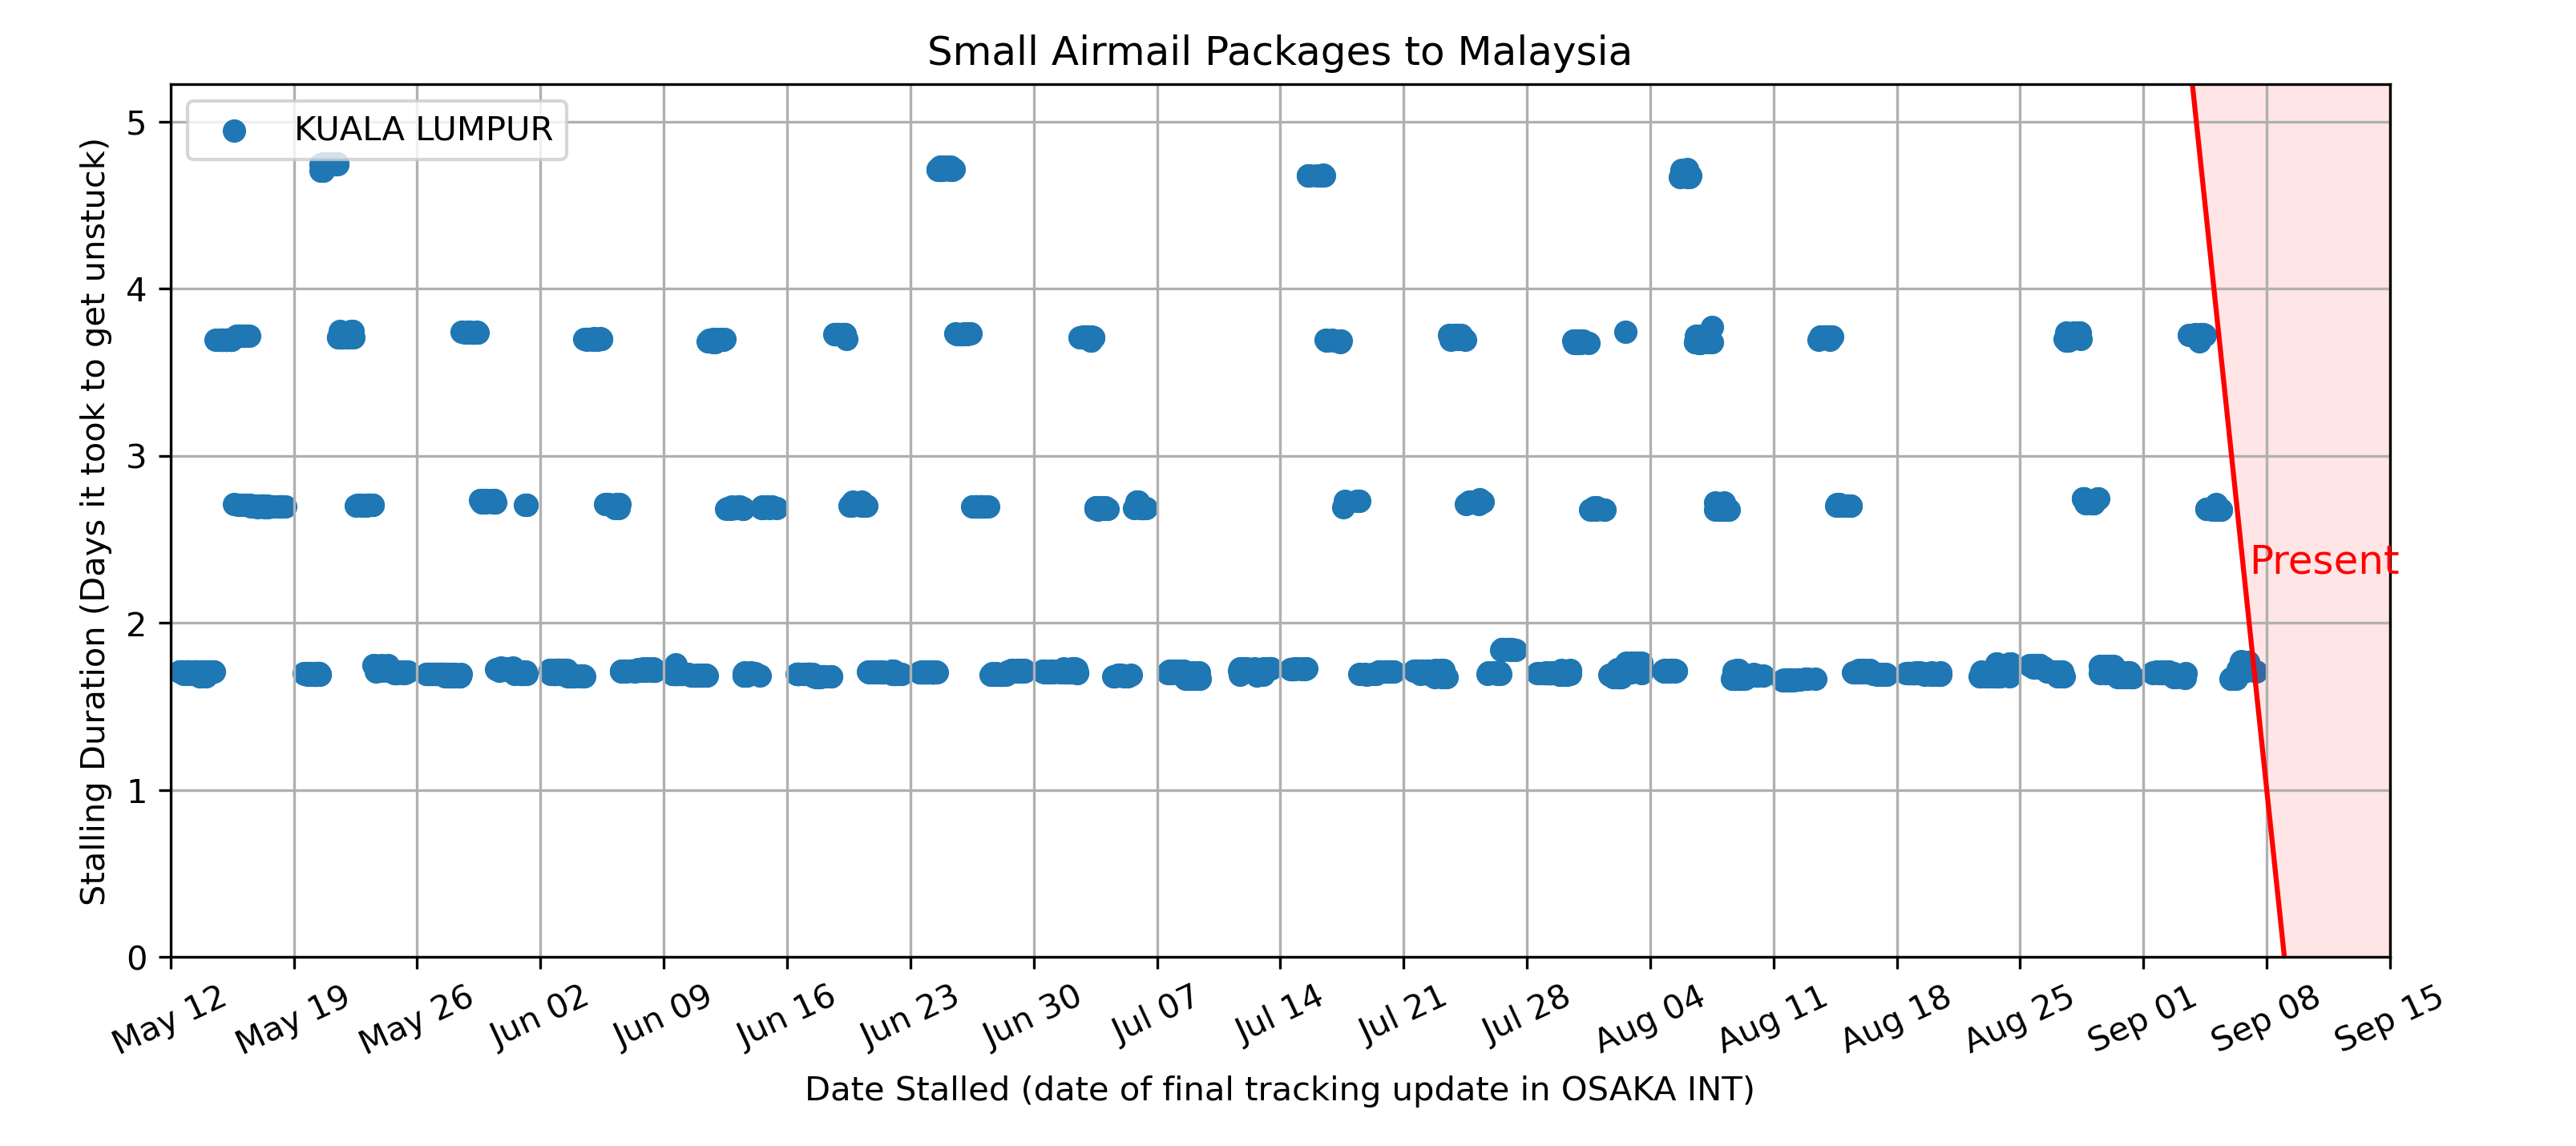 Small Airmail Packages to Malaysia
KUALA LUMPUR
Stalling Duration (Days it took to get unstuck)
5
4
3
2
1
0
Present
May 12
May 19
May 26
Jun 02
Jun 09
Jun 16
Jun 23
Jun 30
Jul 07
Jul 14
Jul 21
Jul 28
Aug 04
Aug 11
Aug 18
Aug 25
Sep 01
Sep 08
Sep 15
Date Stalled (date of final tracking update in OSAKA INT)